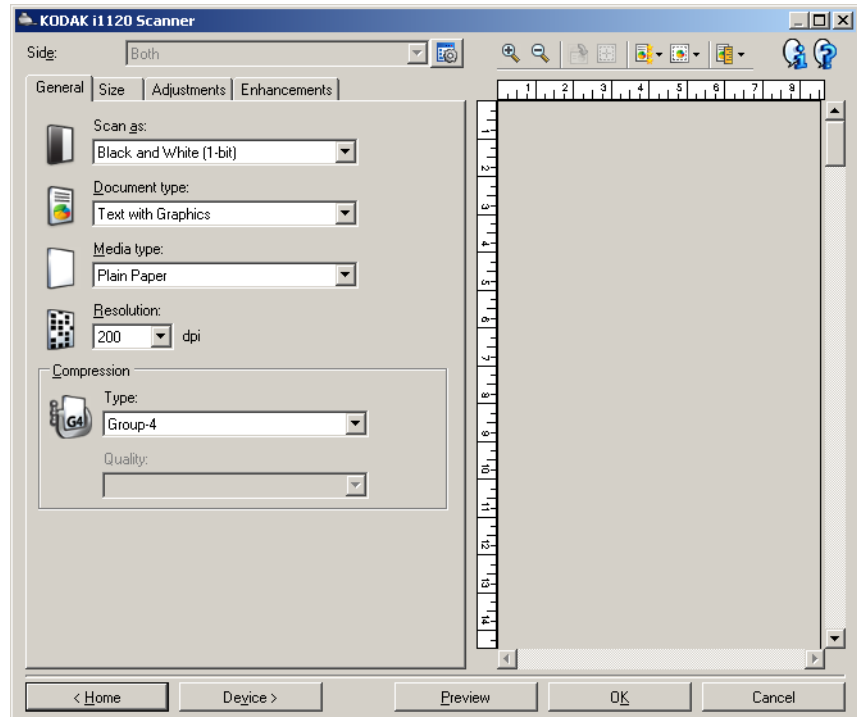 KODAK i1120 Scanner
Side: Both
General Size Adjustments Enhancements
Scan as:
Black and White (1-bit)
Document type:
Text with Graphics
Media type:
Plain Paper
Resolution:
200 dpi
Compression
Type:
G4 Group-4
Quality:
1 2 3 4 5 6 7 8
1
2
3
4
5
6
7
8
9
10
11
12
13
14
< Home Device > Preview OK Cancel